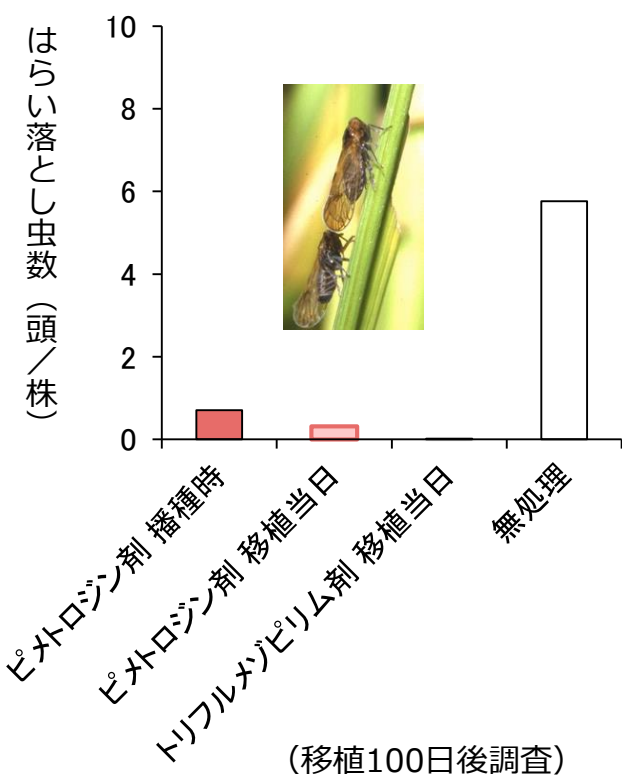 はらい落とし虫数（頭／株）
10
8
6
4
2
0
ピメトロジン剤 播種時
ピメトロジン剤 移植当日
トリフルメゾピリム剤 移植当日
無処理
（移植100日後調査）